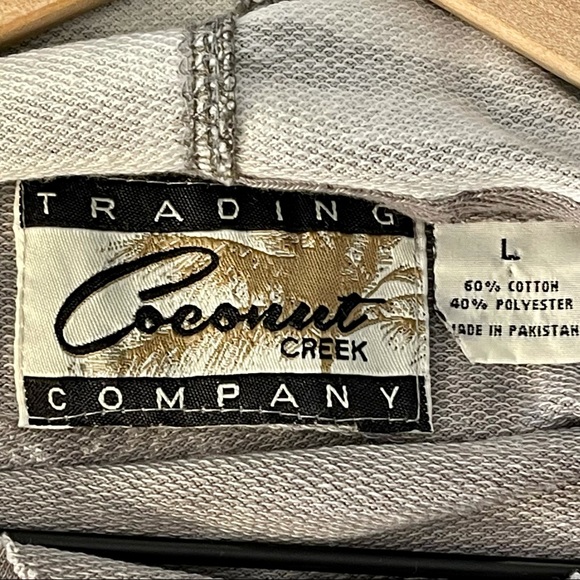 TRADING
Coconut
CREEK
COMPANY
L
60% COTTON
40% POLYESTER
MADE IN PAKISTAN